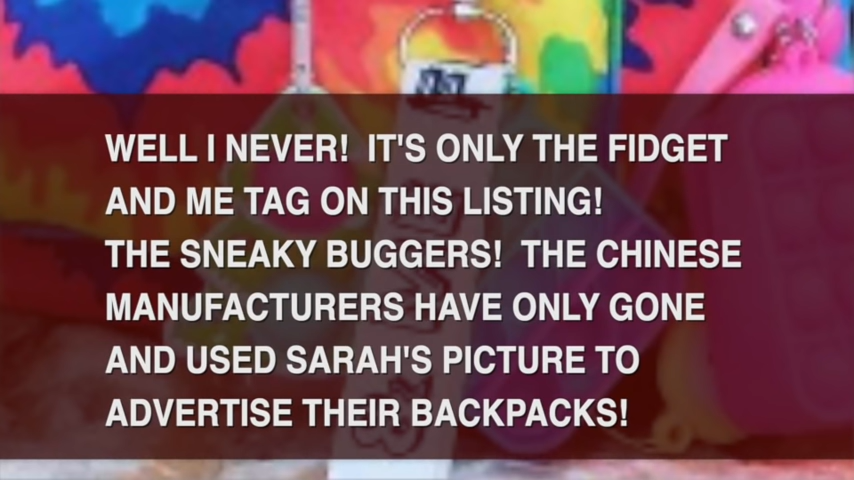 WELL I NEVER! IT'S ONLY THE FIDGET
AND ME TAG ON THIS LISTING!
THE SNEAKY BUGGERS! THE CHINESE
MANUFACTURERS HAVE ONLY GONE
AND USED SARAH'S PICTURE TO
ADVERTISE THEIR BACKPACKS!